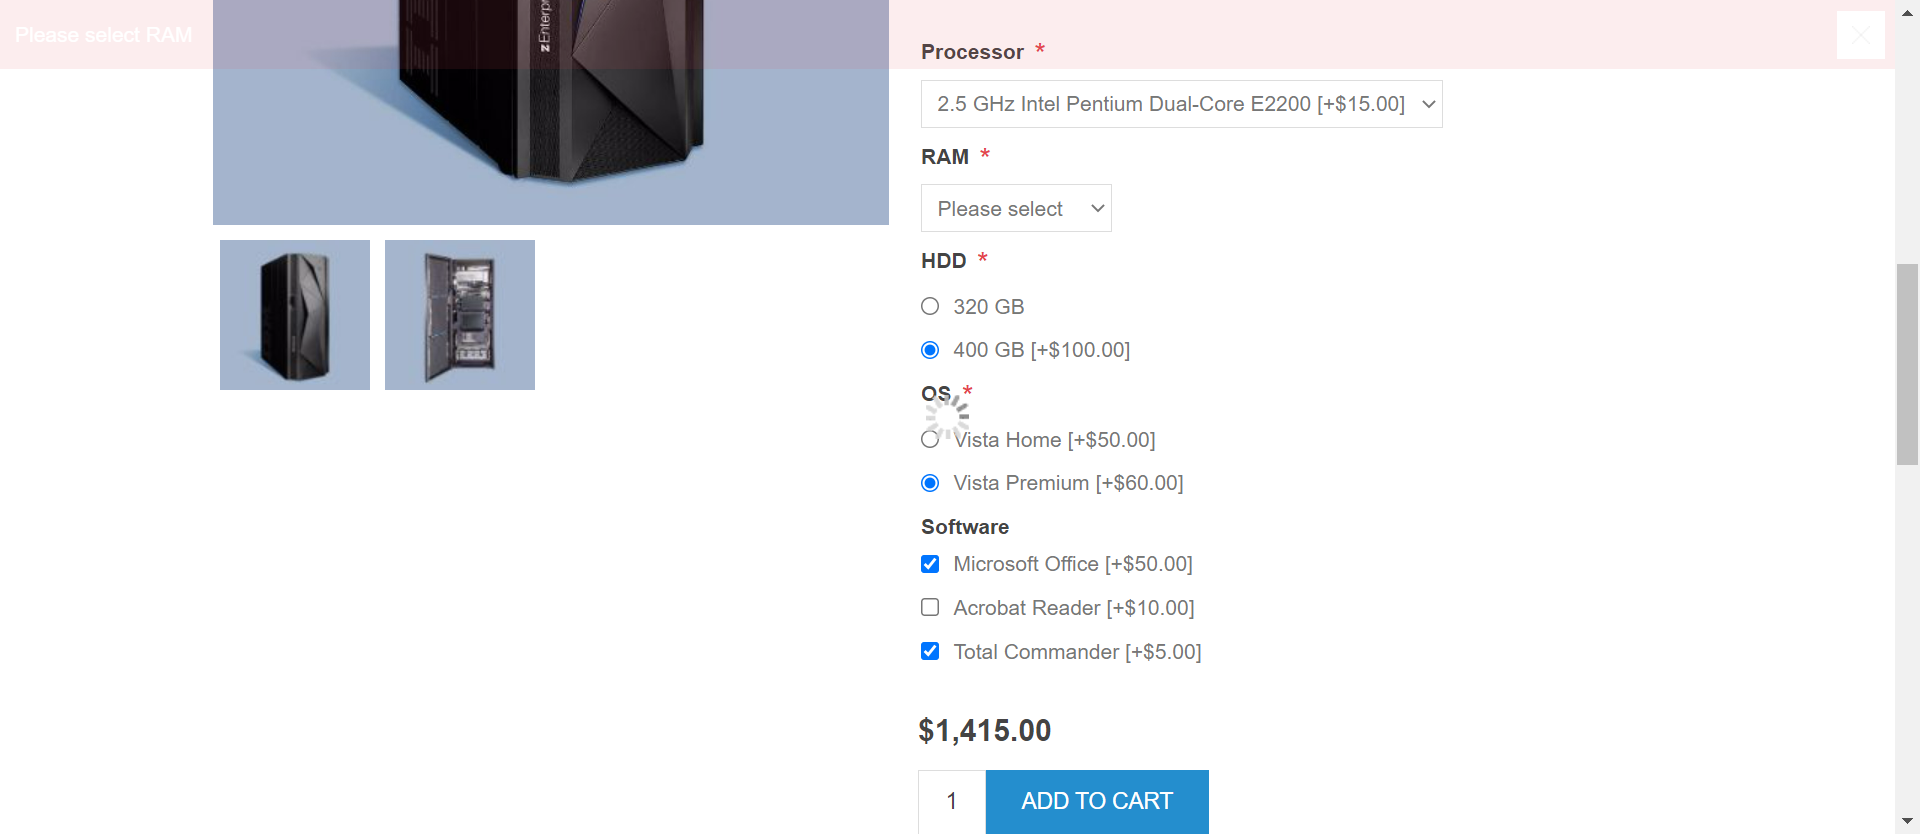 Please select RAM
zEnterpr
Processor *
2.5 GHz Intel Pentium Dual-Core E2200 [+$15.00]
RAM *
Please select
HDD *
320 GB
400 GB [+$100.00]
OS *
Vista Home [+$50.00]
Vista Premium [+$60.00]
Software
Microsoft Office [+$50.00]
Acrobat Reader [+$10.00]
Total Commander [+$5.00]
$1,415.00
1
ADD TO CART